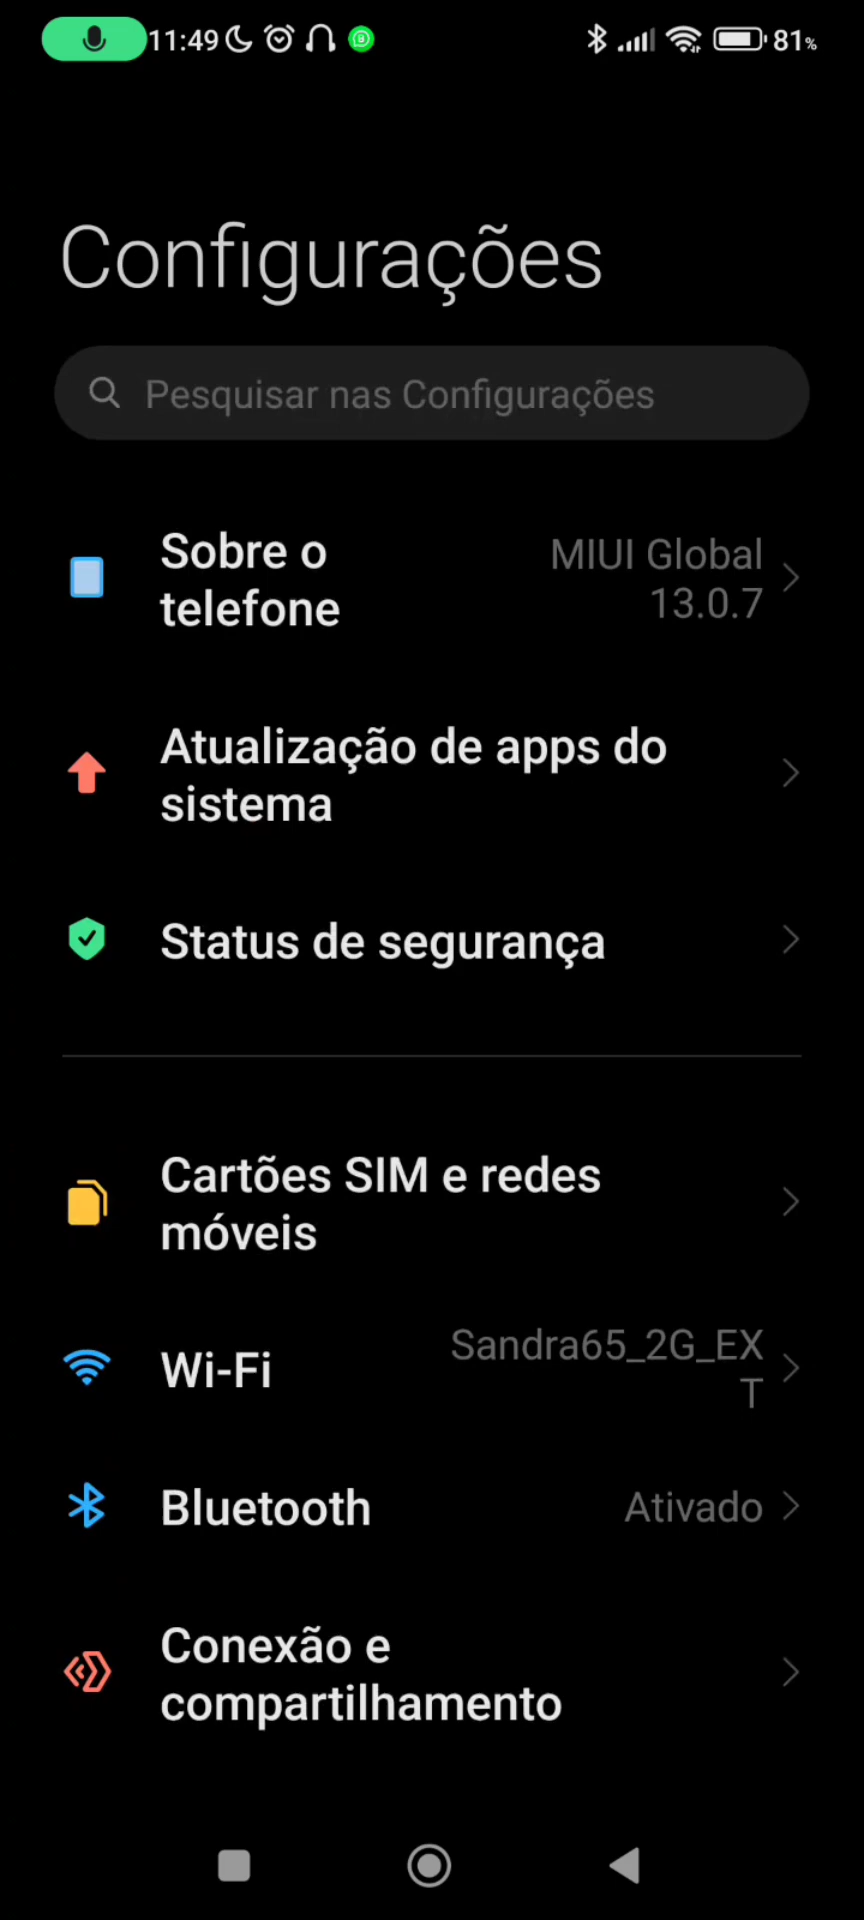 11:49 81%
Configurações
Pesquisar nas Configurações
Sobre o
telefone
MIUI Global
13.0.7
Atualização de apps do
sistema
Status de segurança
Cartões SIM e redes
móveis
Wi-Fi
Sandra65_2G_EX
T
Bluetooth
Ativado
Conexão e
compartilhamento